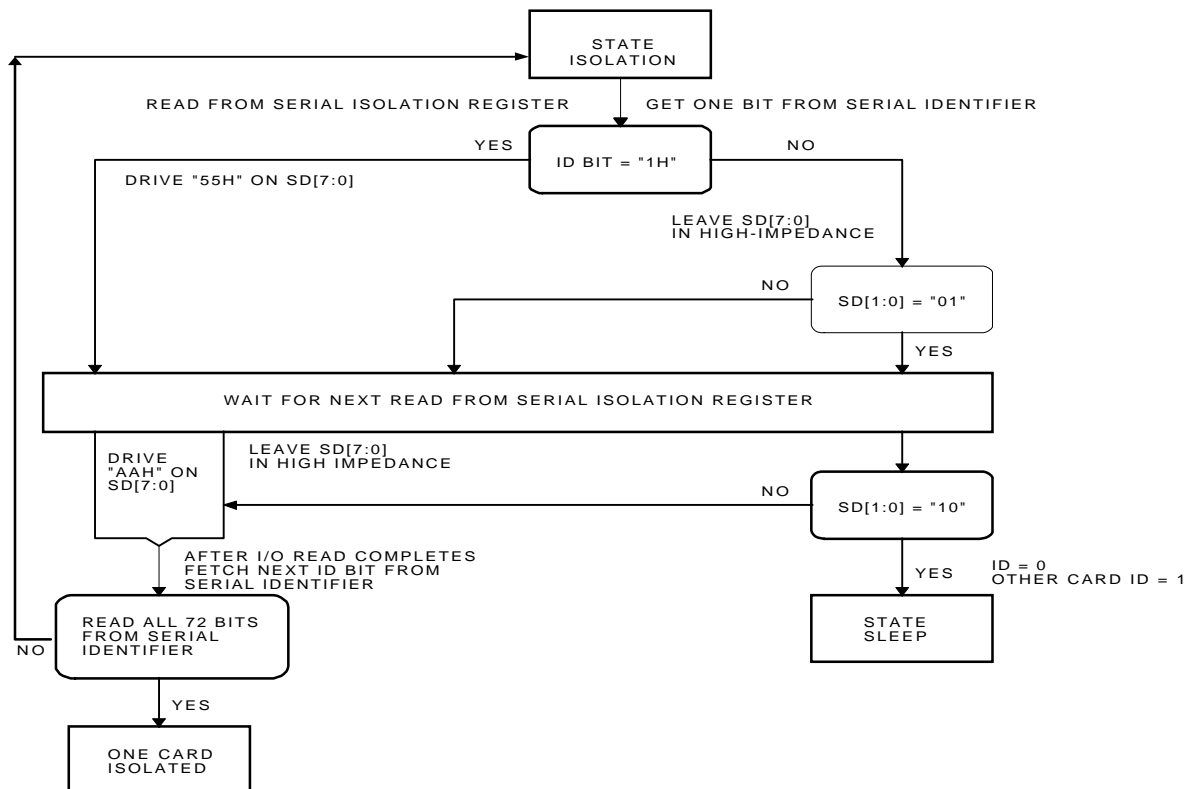 STATE
ISOLATION
READ FROM SERIAL ISOLATION REGISTER
GET ONE BIT FROM SERIAL IDENTIFIER
YES
ID BIT = "1H"
NO
DRIVE "55H" ON SD[7:0]
LEAVE SD[7:0]
IN HIGH-IMPEDANCE
NO
SD[1:0] = "01"
YES
WAIT FOR NEXT READ FROM SERIAL ISOLATION REGISTER
DRIVE
"AAH" ON
SD[7:0]
LEAVE SD[7:0]
IN HIGH IMPEDANCE
NO
SD[1:0] = "10"
AFTER I/O READ COMPLETES
FETCH NEXT ID BIT FROM
SERIAL IDENTIFIER
YES
ID = 0
OTHER CARD ID = 1
READ ALL 72 BITS
FROM SERIAL
IDENTIFIER
STATE
SLEEP
NO
YES
ONE CARD
ISOLATED